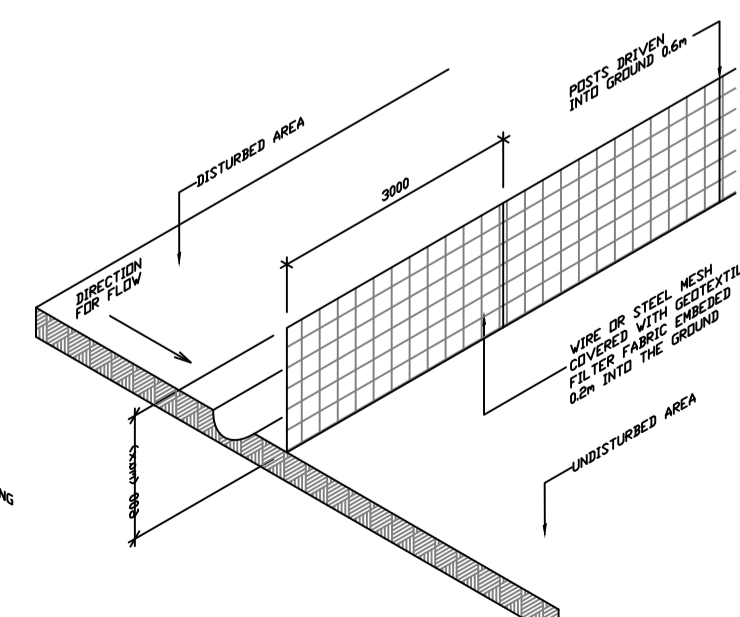 POSTS DRIVEN
INTO GROUND 0.6m
DISTURBED AREA
3000
DIRECTION
FOR FLOW
WIRE OR STEEL MESH
COVERED WITH GEOTEXTIL
FILTER FABRIC EMBEDED
0.2m INTO THE GROUND
UNDISTURBED AREA
NG